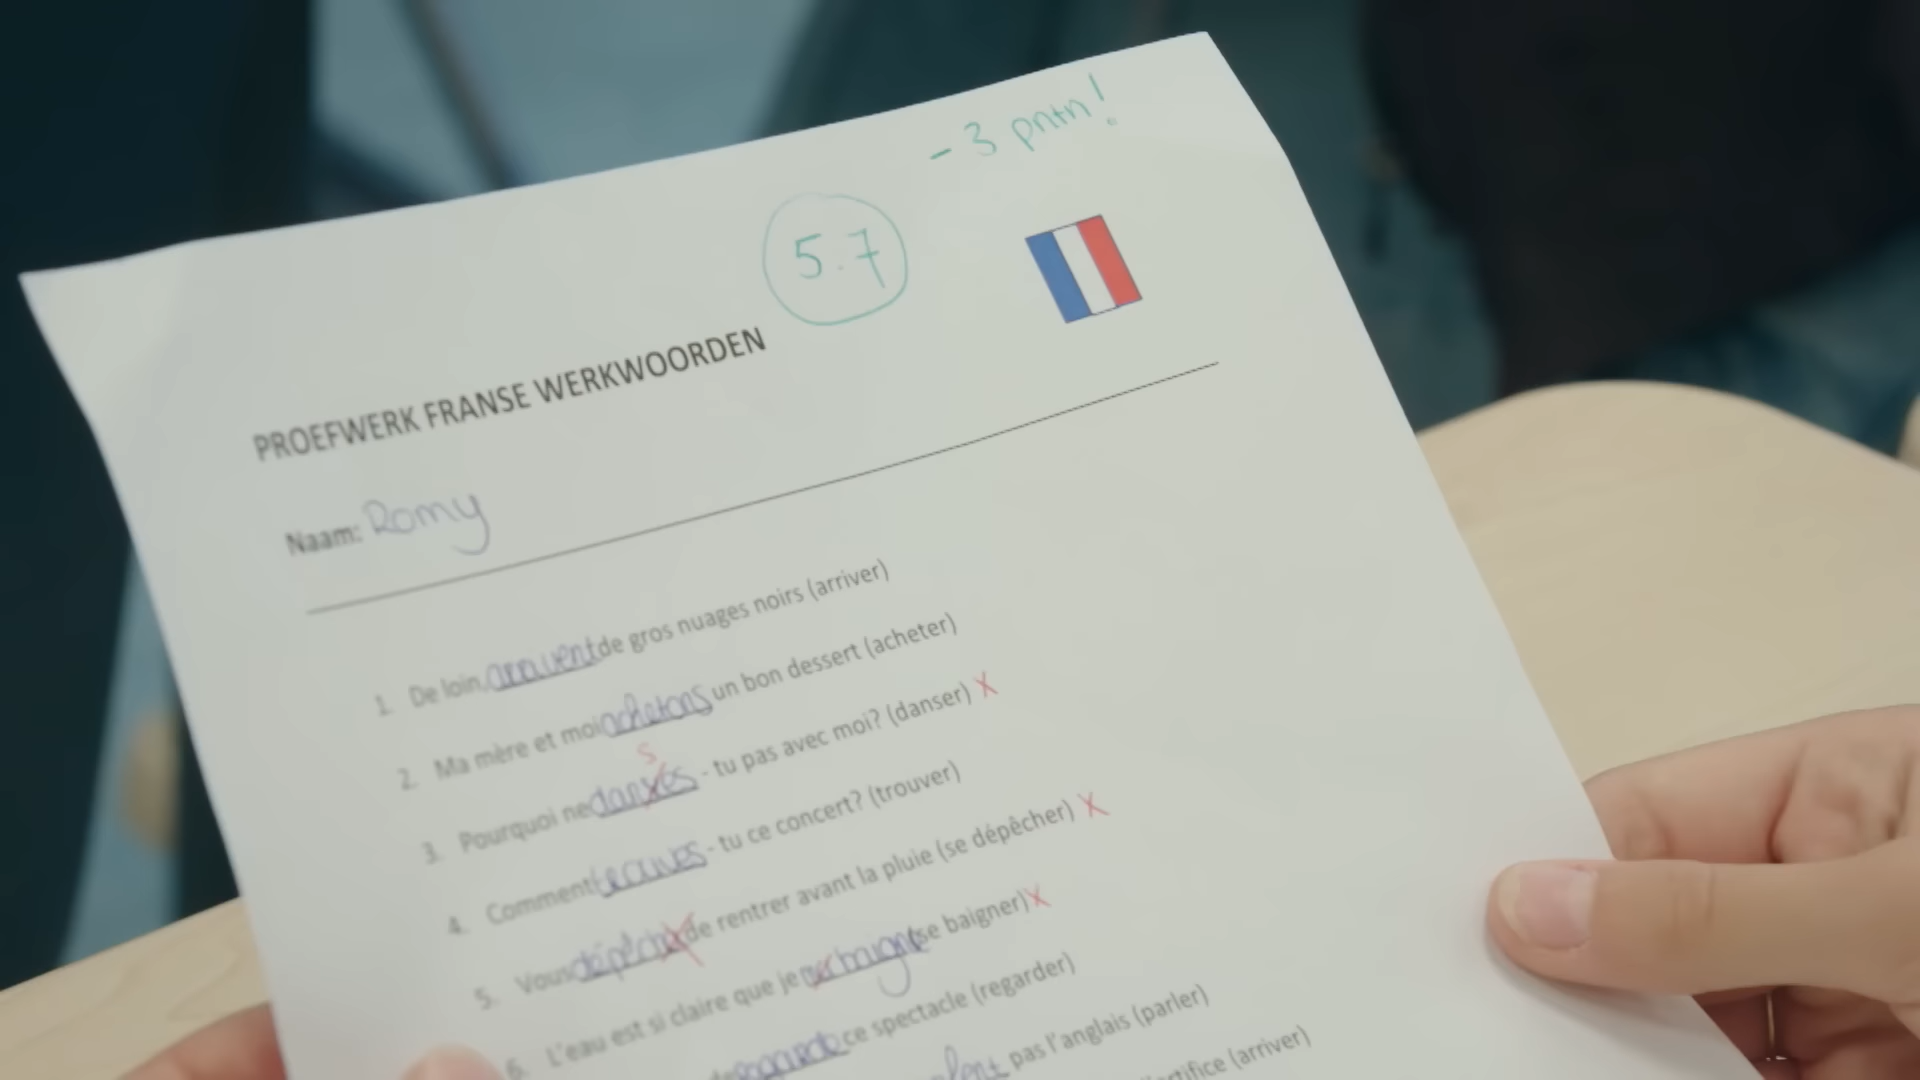 - 3 pntn!
5.7
PROEFWERK FRANSE WERKWOORDEN
Naam: Romy
1. De loin, arrivent de gros nuages noirs (arriver)
2. Ma mère et moi achetons un bon dessert (acheter)
s
3. Pourquoi ne danses - tu pas avec moi? (danser) X
4. Comment trouves - tu ce concert? (trouver)
5. Vous de rentrer avant la pluie (se dépêcher) X
6. L'eau est si claire que je baigne (se baigner) X
regarde ce spectacle (regarder)
pas l'anglais (parler)
(arriver)